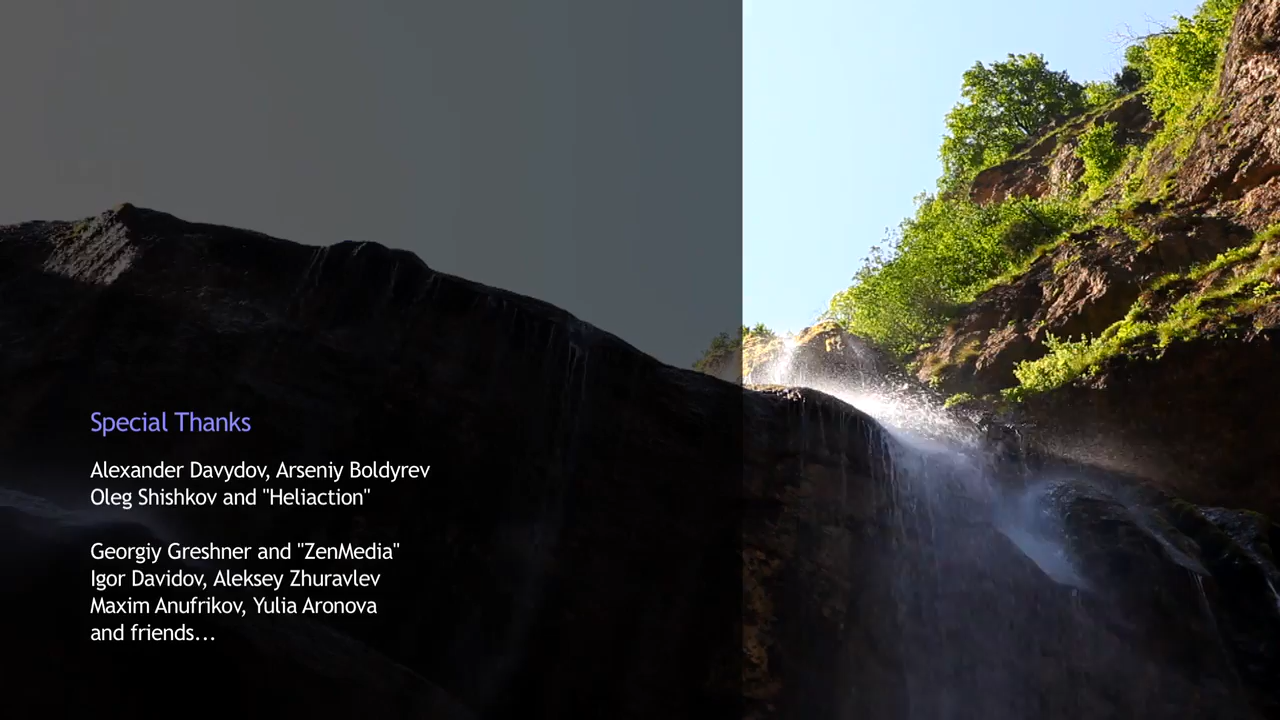 Special Thanks
Alexander Davydov, Arseniy Boldyrev
Oleg Shishkov and "Heliaction"
Georgiy Greshner and "ZenMedia"
Igor Davidov, Aleksey Zhuravlev
Maxim Anufrikov, Yulia Aronova
and friends...